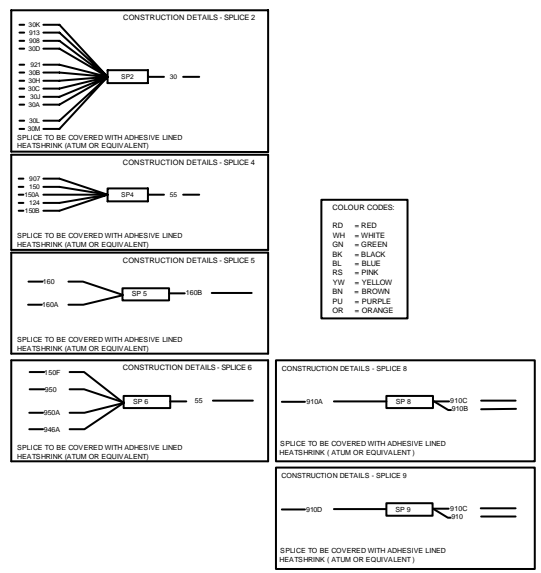 CONSTRUCTION DETAILS - SPLICE 2
30K
913
908
30D
921
30B
30H
30C
30J
30A
30L
30M
SP2
30
SPLICE TO BE COVERED WITH ADHESIVE LINED
HEATSHRINK (ATUM OR EQUIVALENT)
CONSTRUCTION DETAILS - SPLICE 4
907
150
150A
124
150B
SP4
55
SPLICE TO BE COVERED WITH ADHESIVE LINED
HEATSHRINK (ATUM OR EQUIVALENT)
CONSTRUCTION DETAILS - SPLICE 5
160
160A
SP 5
160B
SPLICE TO BE COVERED WITH ADHESIVE LINED
HEATSHRINK (ATUM OR EQUIVALENT)
CONSTRUCTION DETAILS - SPLICE 6
150F
950
950A
946A
SP 6
55
SPLICE TO BE COVERED WITH ADHESIVE LINED
HEATSHRINK (ATUM OR EQUIVALENT)
COLOUR CODES:
RD = RED
WH = WHITE
GN = GREEN
BK = BLACK
BL = BLUE
RS = PINK
YW = YELLOW
BN = BROWN
PU = PURPLE
OR = ORANGE
CONSTRUCTION DETAILS - SPLICE 8
910A
SP 8
910C
910B
SPLICE TO BE COVERED WITH ADHESIVE LINED
HEATSHRINK ( ATUM OR EQUIVALENT )
CONSTRUCTION DETAILS - SPLICE 9
910D
SP 9
910C
910
SPLICE TO BE COVERED WITH ADHESIVE LINED
HEATSHRINK ( ATUM OR EQUIVALENT )